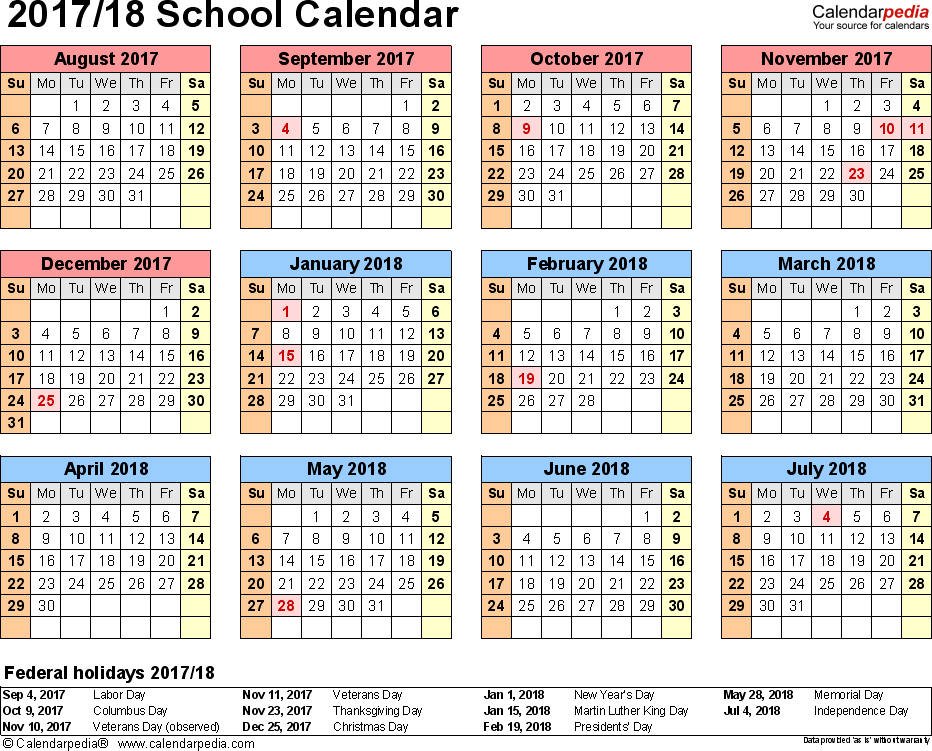 2017/18 School Calendar
Calendarpedia
Your source for calendars
August 2017
Su Mo Tu We Th Fr Sa
1 2 3 4 5
6 7 8 9 10 11 12
13 14 15 16 17 18 19
20 21 22 23 24 25 26
27 28 29 30 31
September 2017
Su Mo Tu We Th Fr Sa
1 2
3 4 5 6 7 8 9
10 11 12 13 14 15 16
17 18 19 20 21 22 23
24 25 26 27 28 29 30
October 2017
Su Mo Tu We Th Fr Sa
1 2 3 4 5 6 7
8 9 10 11 12 13 14
15 16 17 18 19 20 21
22 23 24 25 26 27 28
29 30 31
November 2017
Su Mo Tu We Th Fr Sa
1 2 3 4
5 6 7 8 9 10 11
12 13 14 15 16 17 18
19 20 21 22 23 24 25
26 27 28 29 30
December 2017
Su Mo Tu We Th Fr Sa
1 2
3 4 5 6 7 8 9
10 11 12 13 14 15 16
17 18 19 20 21 22 23
24 25 26 27 28 29 30
31
January 2018
Su Mo Tu We Th Fr Sa
1 2 3 4 5 6
7 8 9 10 11 12 13
14 15 16 17 18 19 20
21 22 23 24 25 26 27
28 29 30 31
February 2018
Su Mo Tu We Th Fr Sa
1 2 3
4 5 6 7 8 9 10
11 12 13 14 15 16 17
18 19 20 21 22 23 24
25 26 27 28
March 2018
Su Mo Tu We Th Fr Sa
1 2 3
4 5 6 7 8 9 10
11 12 13 14 15 16 17
18 19 20 21 22 23 24
25 26 27 28 29 30 31
April 2018
Su Mo Tu We Th Fr Sa
1 2 3 4 5 6 7
8 9 10 11 12 13 14
15 16 17 18 19 20 21
22 23 24 25 26 27 28
29 30
May 2018
Su Mo Tu We Th Fr Sa
1 2 3 4 5
6 7 8 9 10 11 12
13 14 15 16 17 18 19
20 21 22 23 24 25 26
27 28 29 30 31
June 2018
Su Mo Tu We Th Fr Sa
1 2
3 4 5 6 7 8 9
10 11 12 13 14 15 16
17 18 19 20 21 22 23
24 25 26 27 28 29 30
July 2018
Su Mo Tu We Th Fr Sa
1 2 3 4 5 6 7
8 9 10 11 12 13 14
15 16 17 18 19 20 21
22 23 24 25 26 27 28
29 30 31
Federal holidays 2017/18
Sep 4, 2017 Labor Day
Oct 9, 2017 Columbus Day
Nov 10, 2017 Veterans Day (observed)
Nov 11, 2017 Veterans Day
Nov 23, 2017 Thanksgiving Day
Dec 25, 2017 Christmas Day
Jan 1, 2018 New Year's Day
Jan 15, 2018 Martin Luther King Day
Feb 19, 2018 Presidents' Day
May 28, 2018 Memorial Day
Jul 4, 2018 Independence Day
© Calendarpedia® www.calendarpedia.com
Data provided 'as is' without warranty